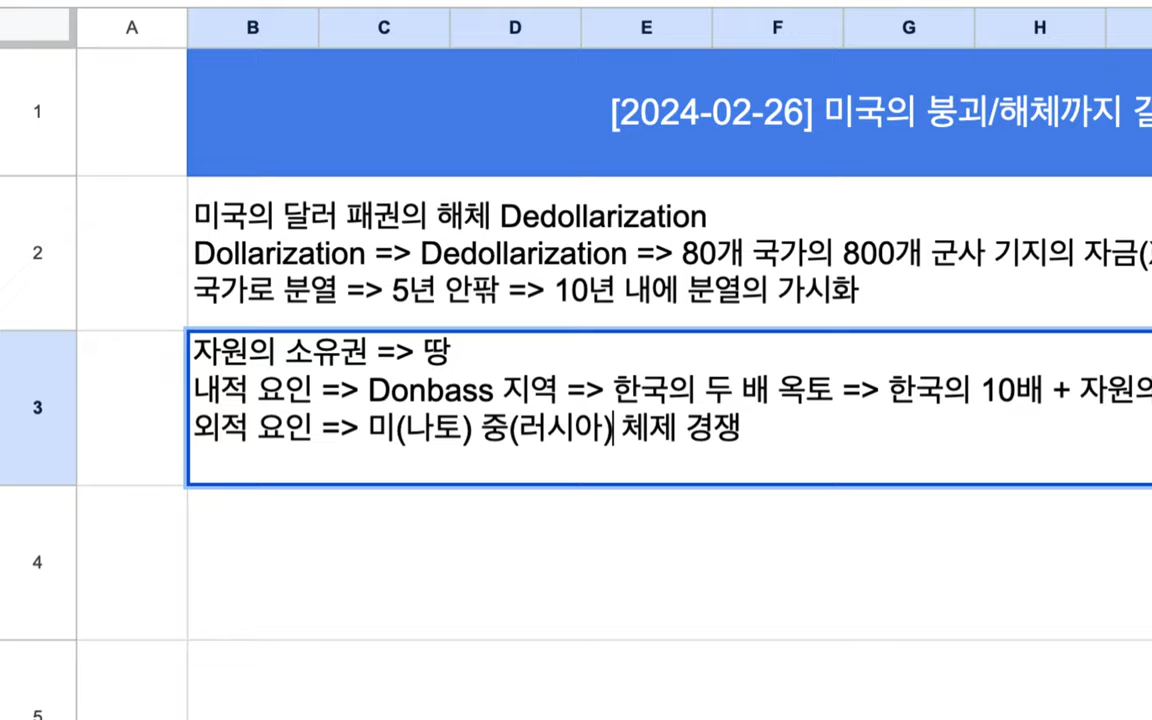 A B C D E F G H
1
[2024-02-26] 미국의 붕괴/해체까지
2
미국의 달러 패권의 해체 Dedollarization
Dollarization => Dedollarization => 80개 국가의 800개 군사 기지의 자금(
국가로 분열 => 5년 안팎 => 10년 내에 분열의 가시화
3
자원의 소유권 => 땅
내적 요인 => Donbass 지역 => 한국의 두 배 옥토 => 한국의 10배 + 자원의
외적 요인 => 미(나토) 중(러시아) 체제 경쟁
4
5